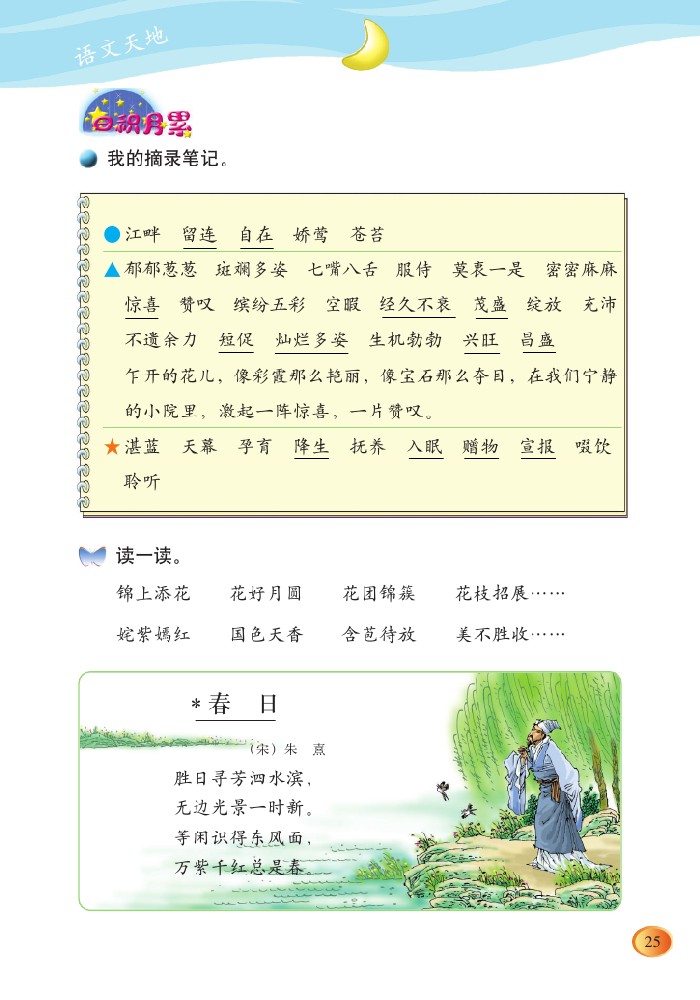 语文天地
日积月累
我的摘录笔记。
江畔 留连 自在 娇莺 苍苔
郁郁葱葱 斑斓多姿 七嘴八舌 服侍 莫衷一是 密密麻麻
惊喜 赞叹 缤纷五彩 空暇 经久不衰 茂盛 绽放 充沛
不遗余力 短促 灿烂多姿 生机勃勃 兴旺 昌盛
乍开的花儿，像彩霞那么艳丽，像宝石那么夺目，在我们宁静
的小院里，激起一阵惊喜，一片赞叹。
湛蓝 天幕 孕育 降生 抚养 入眠 赠物 宣报 啜饮
聆听
读一读。
锦上添花 花好月圆 花团锦簇 花枝招展……
姹紫嫣红 国色天香 含苞待放 美不胜收……
*春 日
（宋）朱 熹
胜日寻芳泗水滨，
无边光景一时新。
等闲识得东风面，
万紫千红总是春。
25